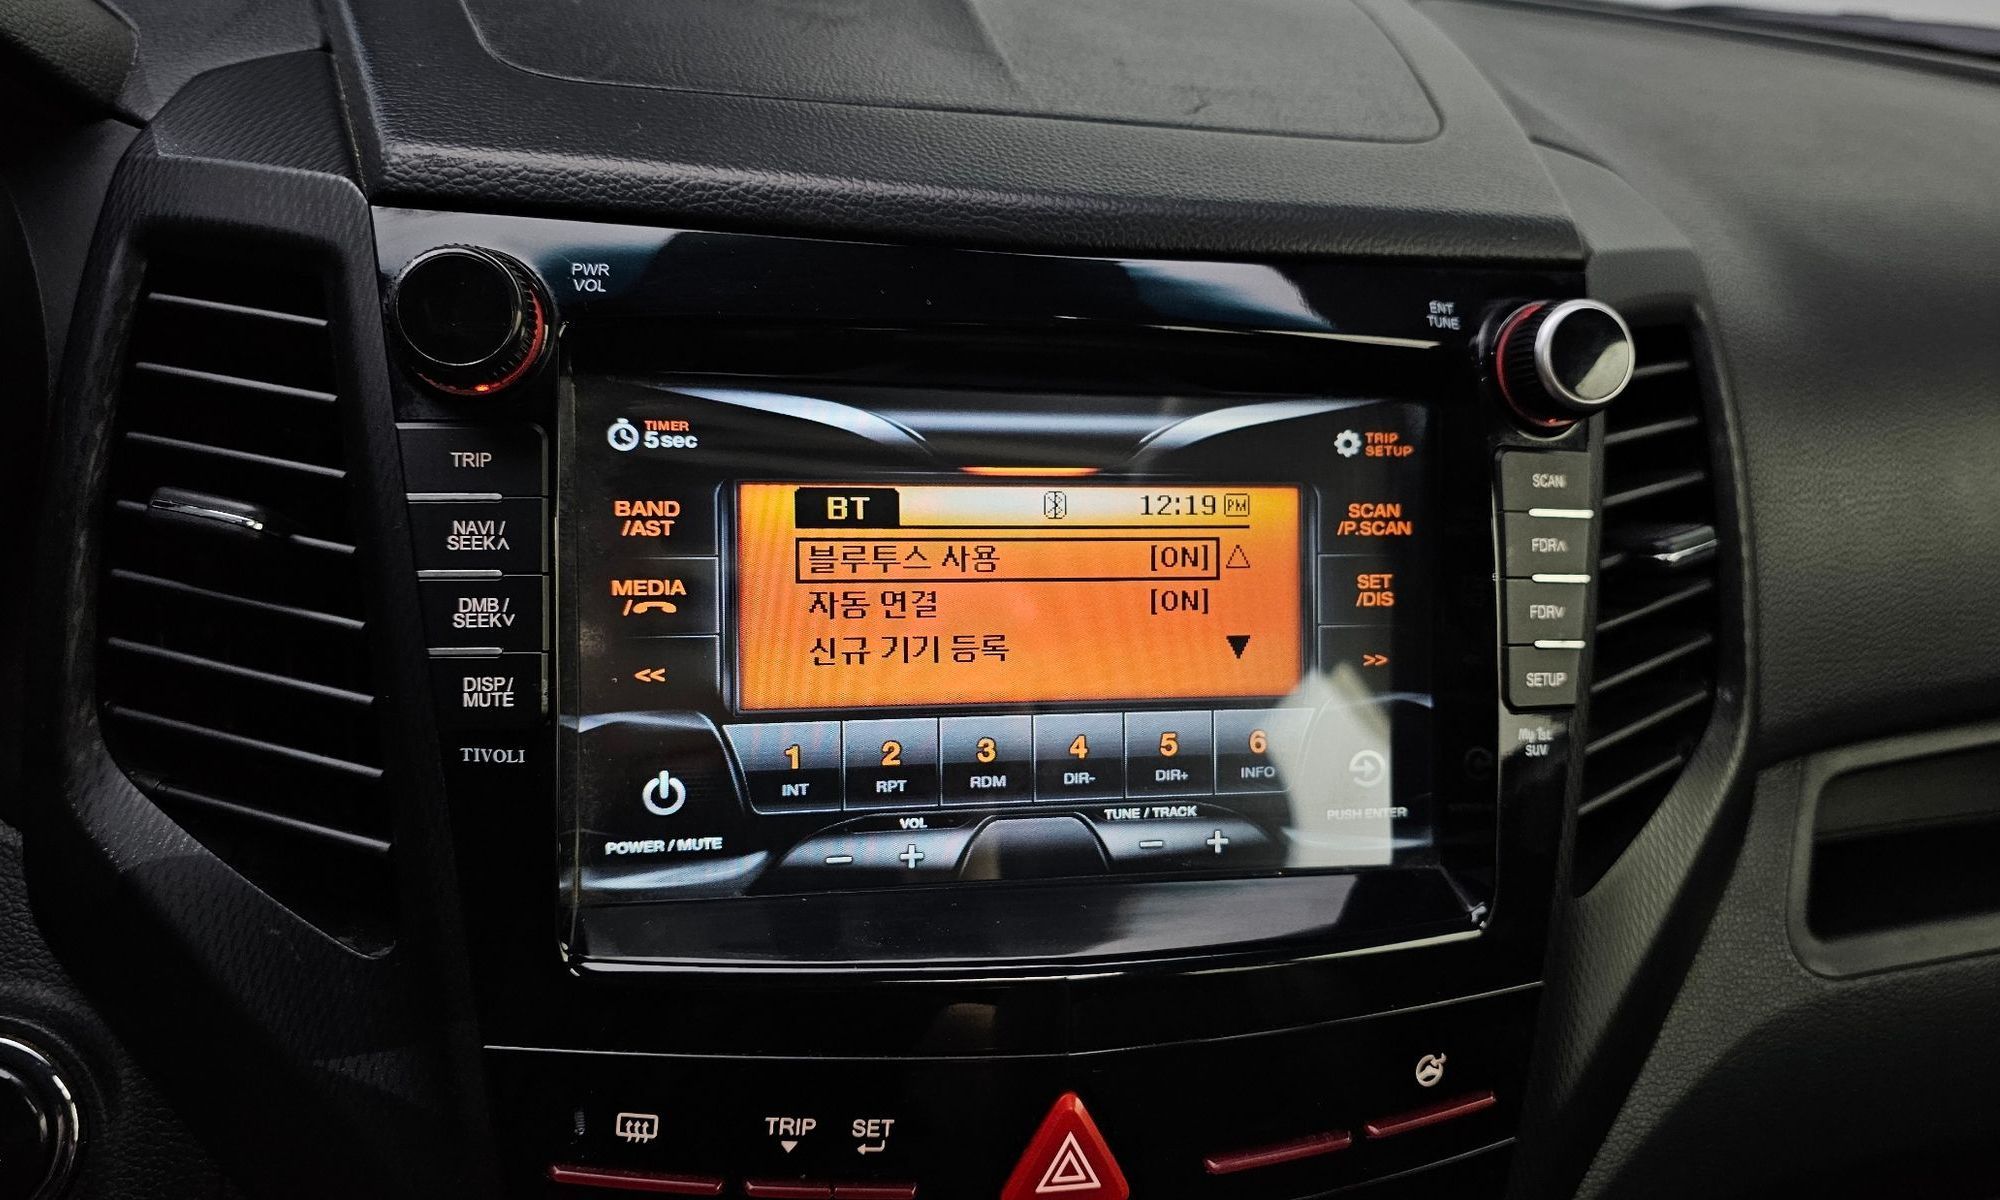 PWR
VOL
ENT
TUNE
TRIP
NAVI/
SEEK∧
DMB/
SEEK∨
DISP/
MUTE
TIVOLI
TIMER
5sec
BAND
/AST
MEDIA
/
<<
POWER / MUTE
BT 12:19 PM
블루투스 사용 [ON] △
자동 연결 [ON]
신규 기기 등록 ▼
1 2 3 4 5 6
INT RPT RDM DIR- DIR+ INFO
VOL TUNE / TRACK
- + - +
TRIP
SETUP
SCAN
/P.SCAN
SET
/DIS
>>
PUSH ENTER
SCAN
FDR∧
FDR∨
SETUP
My 1st
SUV
TRIP SET